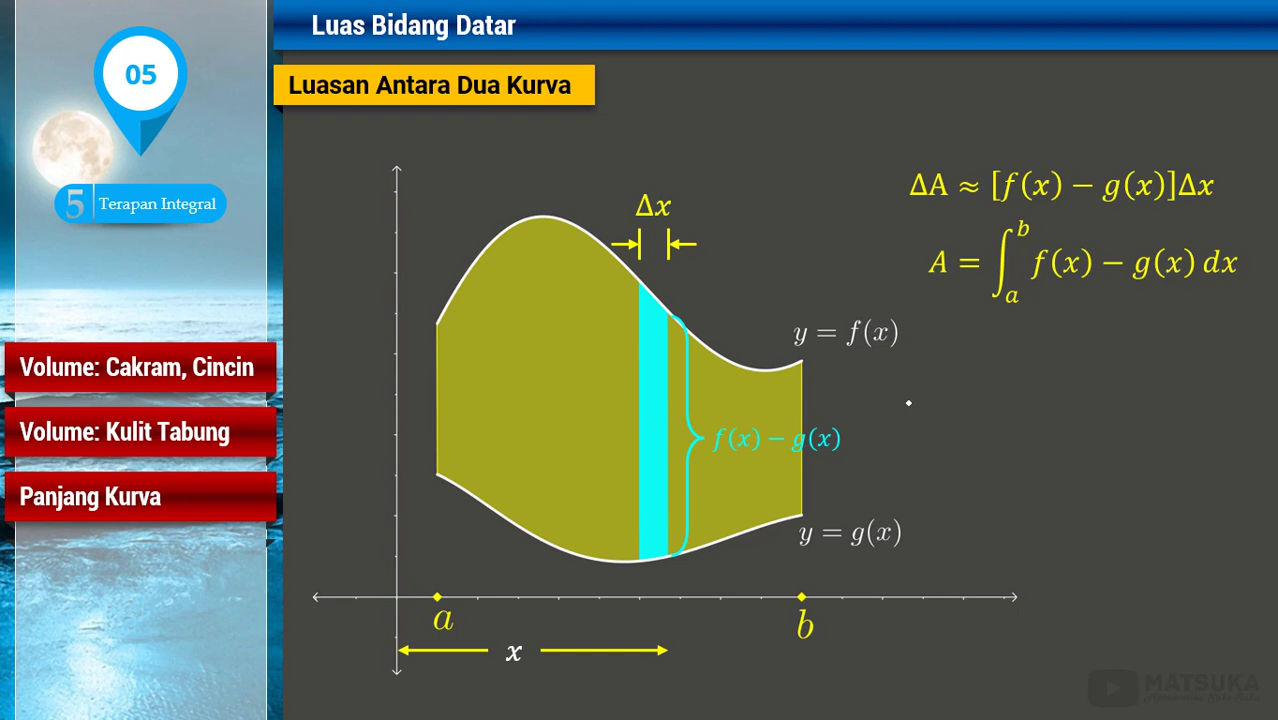 Luas Bidang Datar
05
Luasan Antara Dua Kurva
5 Terapan Integral
ΔA ≈ [f(x) − g(x)]Δx
Δx
A = ∫_a^b f(x) − g(x) dx
y = f(x)
Volume: Cakram, Cincin
Volume: Kulit Tabung
f(x) − g(x)
Panjang Kurva
y = g(x)
a
b
x
MATSUKA